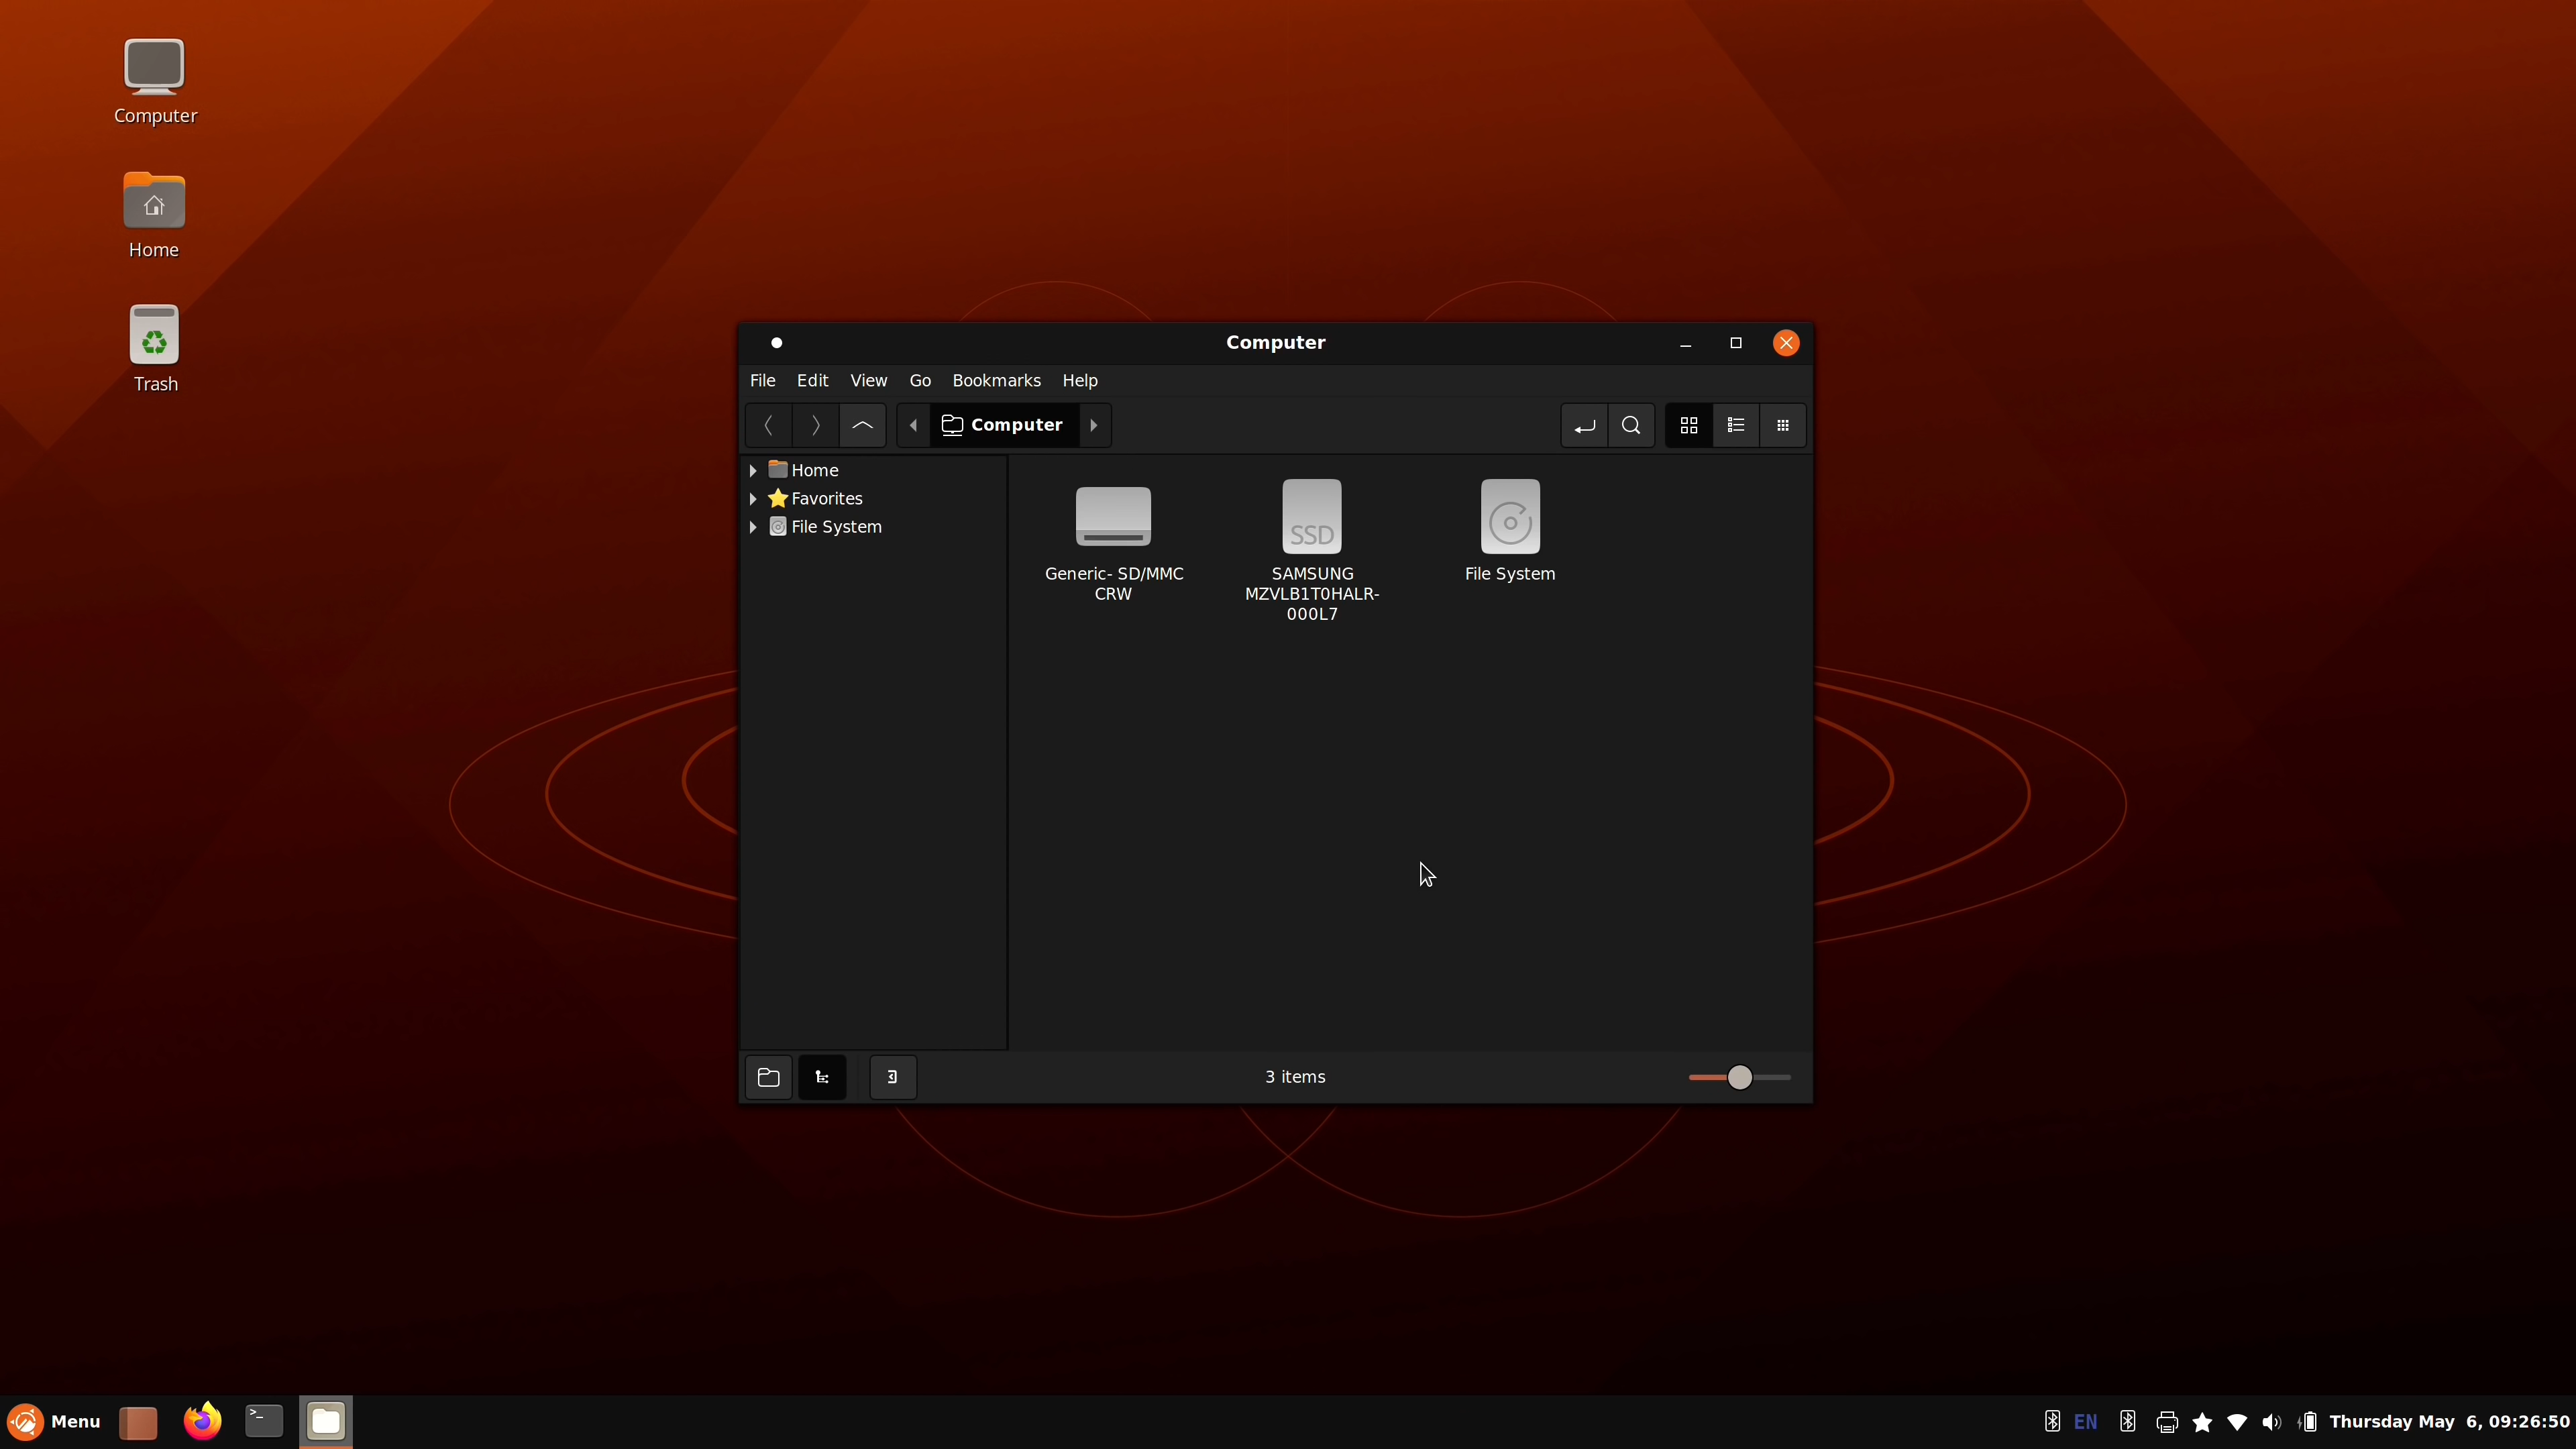 Computer
Home
Trash
Computer
File Edit View Go Bookmarks Help
Computer
Home
Favorites
File System
Generic- SD/MMC
CRW
SSD
SAMSUNG
MZVLB1T0HALR-
000L7
File System
3 items
Menu
>_
EN
Thursday May  6, 09:26:50